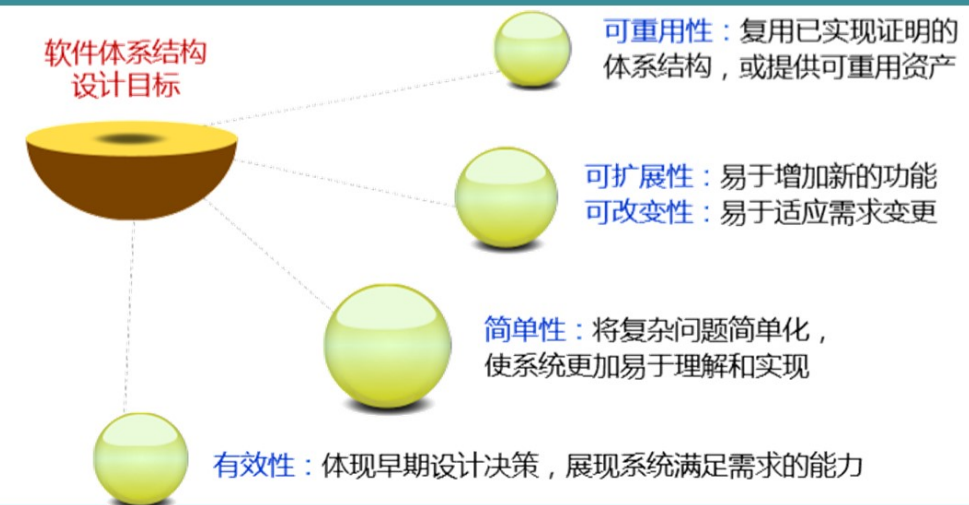 软件体系结构
设计目标
可重用性：复用已实现证明的
体系结构，或提供可重用资产
可扩展性：易于增加新的功能
可改变性：易于适应需求变更
简单性：将复杂问题简单化，
使系统更加易于理解和实现
有效性：体现早期设计决策，展现系统满足需求的能力